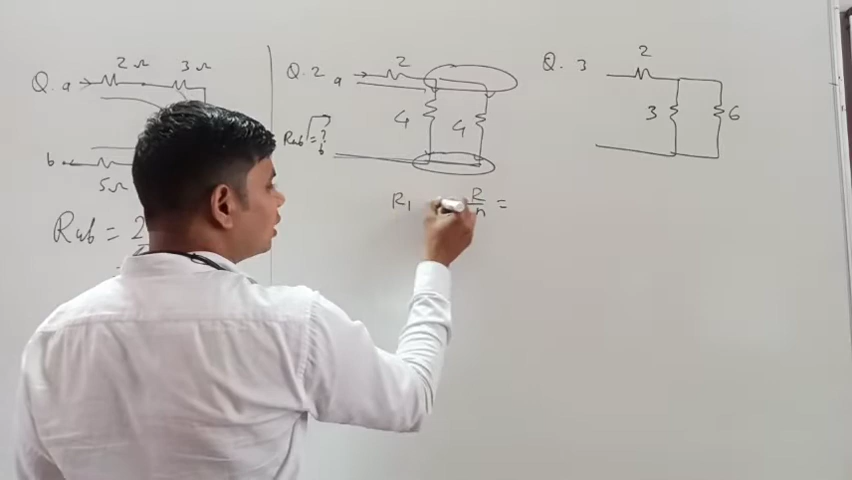 Q. a 2 Ω 3 Ω
b 5 Ω
Rab = 2
Q. 2 a 2
4 4
Rab = ?
b
R1 R/n =
Q. 3 2
3 6